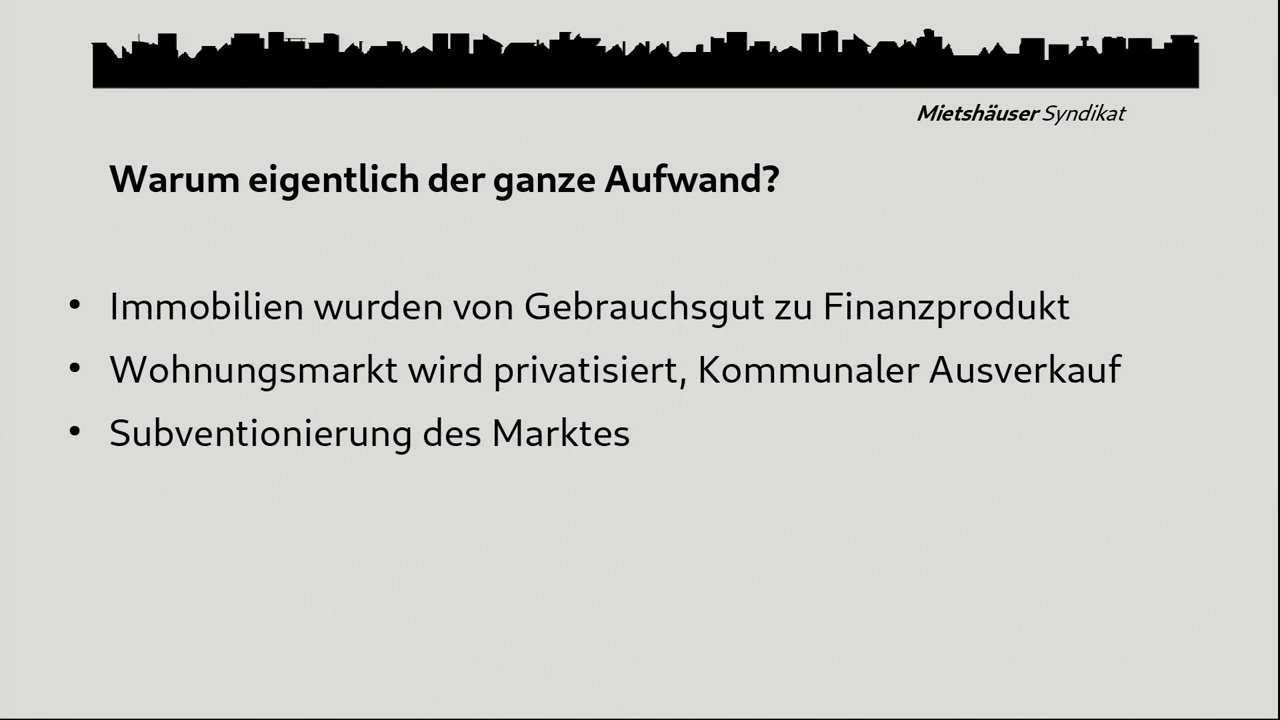 Mietshäuser Syndikat
Warum eigentlich der ganze Aufwand?
• Immobilien wurden von Gebrauchsgut zu Finanzprodukt
• Wohnungsmarkt wird privatisiert, Kommunaler Ausverkauf
• Subventionierung des Marktes